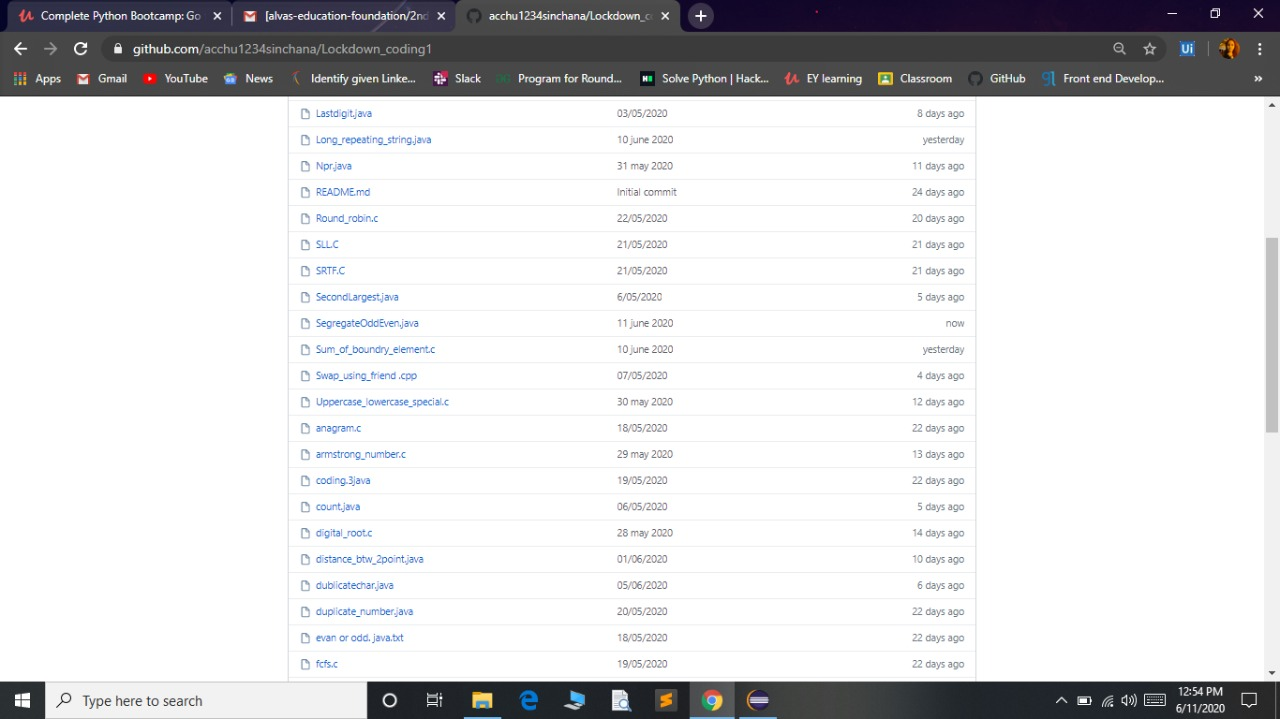 Complete Python Bootcamp: Go
[alvas-education-foundation/2nd
acchu1234sinchana/Lockdown_c
github.com/acchu1234sinchana/Lockdown_coding1
Apps Gmail YouTube News Identify given Linke... Slack Program for Round... Solve Python | Hack... EY learning Classroom GitHub Front end Develop... »
Lastdigit.java 03/05/2020 8 days ago
Long_repeating_string.java 10 june 2020 yesterday
Npr.java 31 may 2020 11 days ago
README.md Initial commit 24 days ago
Round_robin.c 22/05/2020 20 days ago
SLL.C 21/05/2020 21 days ago
SRTF.C 21/05/2020 21 days ago
SecondLargest.java 6/05/2020 5 days ago
SegregateOddEven.java 11 june 2020 now
Sum_of_boundry_element.c 10 june 2020 yesterday
Swap_using_friend .cpp 07/05/2020 4 days ago
Uppercase_lowercase_special.c 30 may 2020 12 days ago
anagram.c 18/05/2020 22 days ago
armstrong_number.c 29 may 2020 13 days ago
coding.3java 19/05/2020 22 days ago
count.java 06/05/2020 5 days ago
digital_root.c 28 may 2020 14 days ago
distance_btw_2point.java 01/06/2020 10 days ago
dublicatechar.java 05/06/2020 6 days ago
duplicate_number.java 20/05/2020 22 days ago
evan or odd. java.txt 18/05/2020 22 days ago
fcfs.c 19/05/2020 22 days ago
Type here to search
12:54 PM
6/11/2020